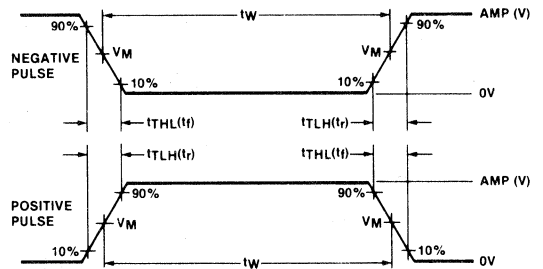 tW
AMP (V)
90%
90%
VM
VM
NEGATIVE
PULSE
10%
10%
0V
tTHL(tf)
tTLH(tr)
tTLH(tr)
tTHL(tf)
AMP (V)
90%
90%
POSITIVE
PULSE
VM
VM
10%
10%
tW
0V